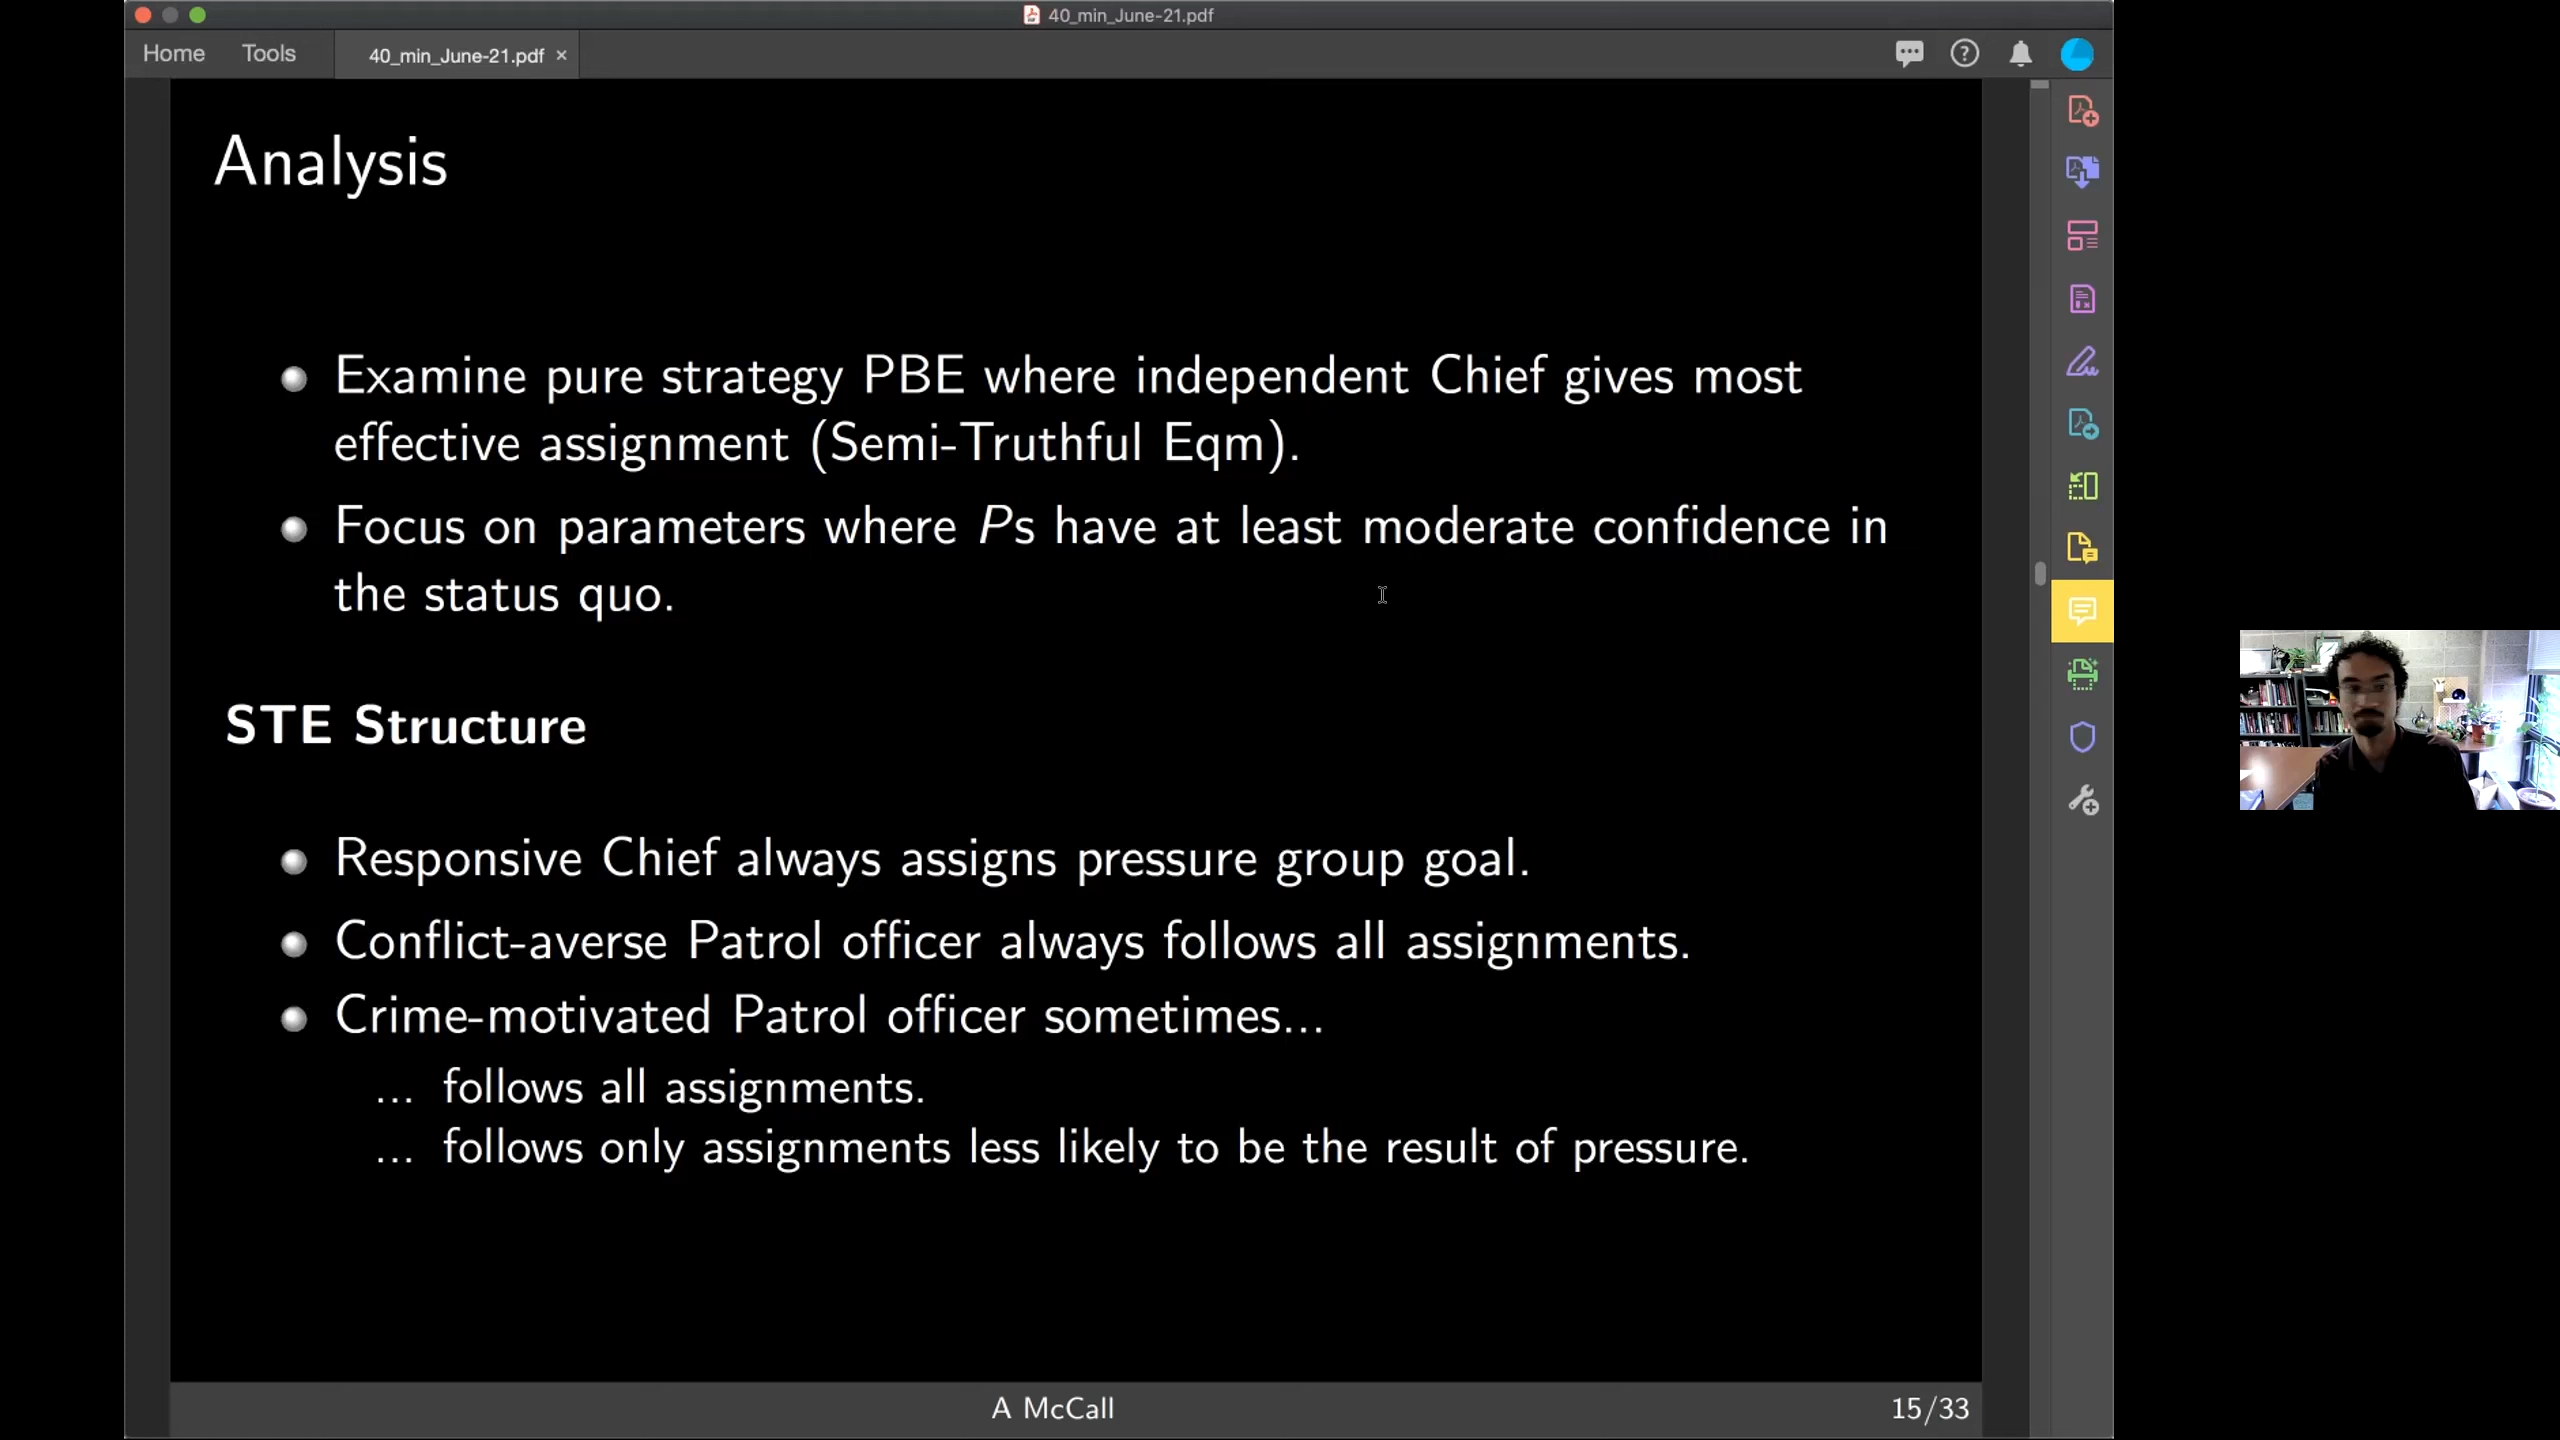 40_min_June-21.pdf
Home Tools 40_min_June-21.pdf ×
Analysis
Examine pure strategy PBE where independent Chief gives most
effective assignment (Semi-Truthful Eqm).
Focus on parameters where Ps have at least moderate confidence in
the status quo.
STE Structure
Responsive Chief always assigns pressure group goal.
Conflict-averse Patrol officer always follows all assignments.
Crime-motivated Patrol officer sometimes...
... follows all assignments.
... follows only assignments less likely to be the result of pressure.
A McCall 15/33